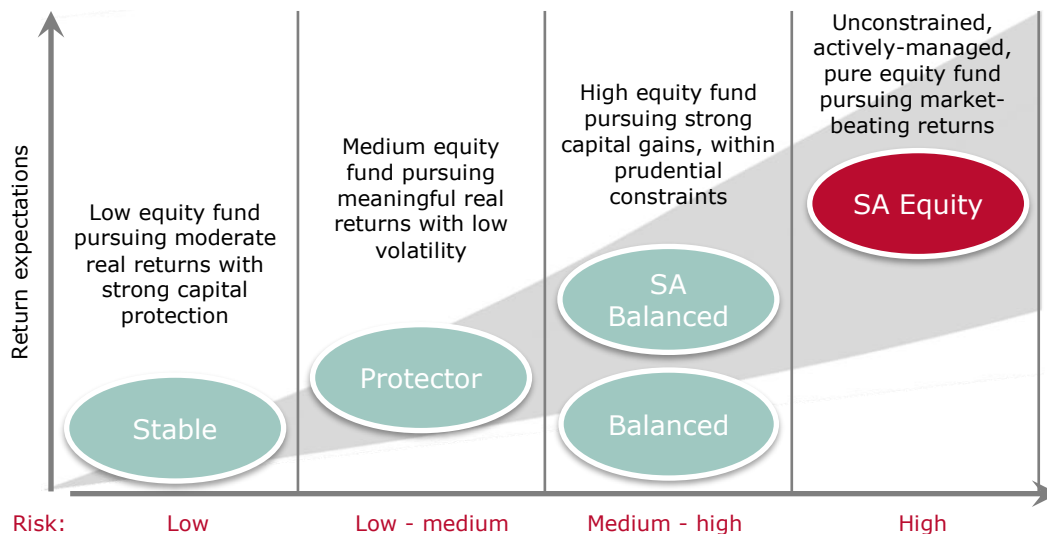 Return expectations
Low equity fund
pursuing moderate
real returns with
strong capital
protection
Stable
Medium equity
fund pursuing
meaningful real
returns with low
volatility
Protector
High equity fund
pursuing strong
capital gains, within
prudential
constraints
SA
Balanced
Balanced
Unconstrained,
actively-managed,
pure equity fund
pursuing market-
beating returns
SA Equity
Risk:
Low
Low - medium
Medium - high
High